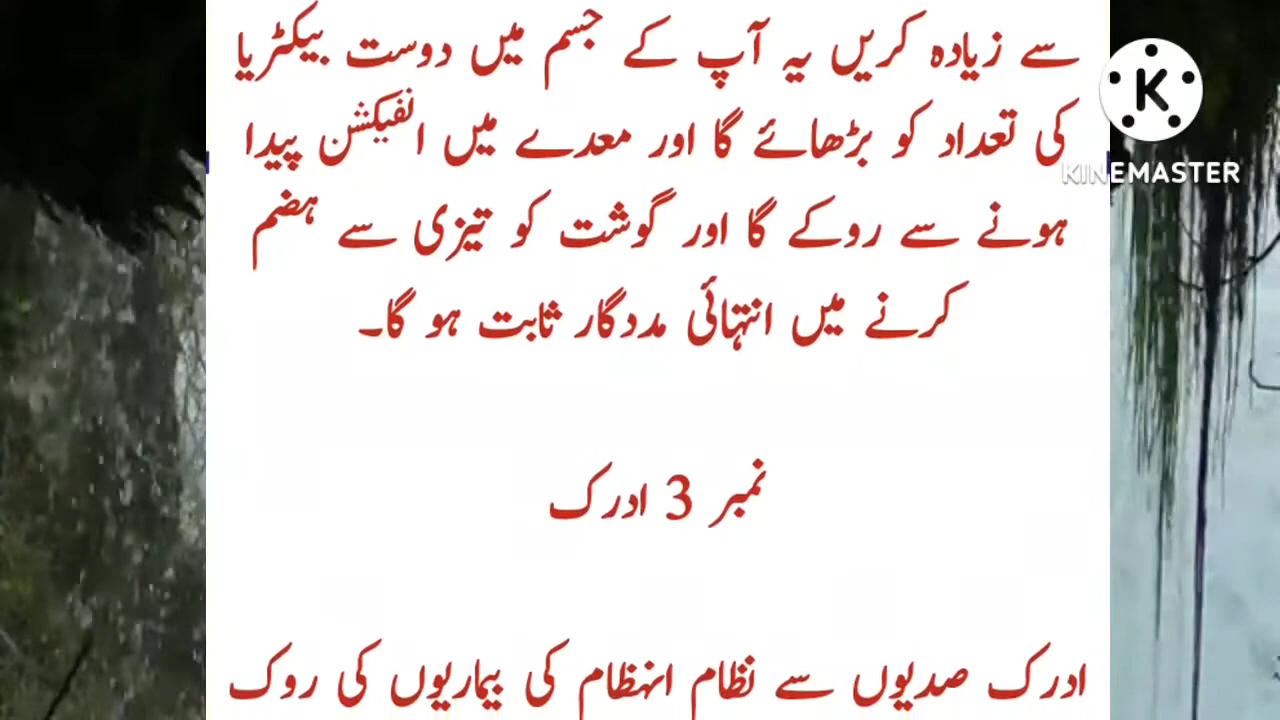 سے زیادہ کریں یہ آپ کے جسم میں دوست بیکٹریا
کی تعداد کو بڑھائے گا اور معدے میں انفیکشن پیدا
ہونے سے روکے گا اور گوشت کو تیزی سے ہضم
کرنے میں انتہائی مددگار ثابت ہو گا۔
نمبر 3 ادرک
ادرک صدیوں سے نظام انہظام کی بیماریوں کی روک
K
KINEMASTER